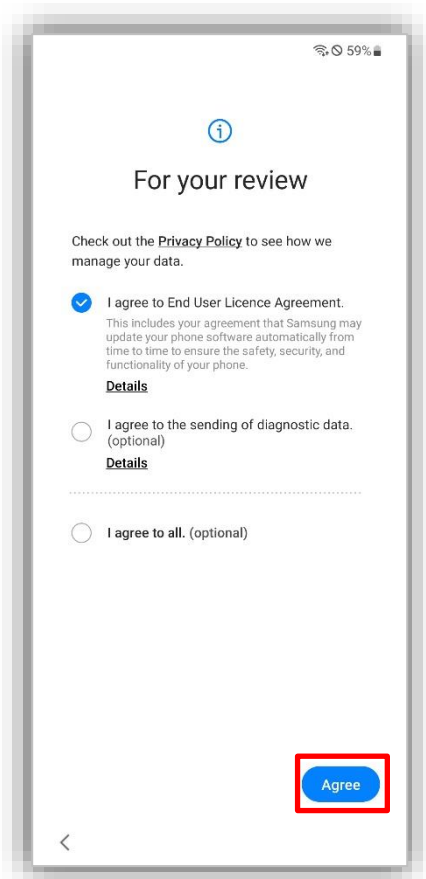 59%
For your review
Check out the Privacy Policy to see how we
manage your data.
I agree to End User Licence Agreement.
This includes your agreement that Samsung may
update your phone software automatically from
time to time to ensure the safety, security, and
functionality of your phone.
Details
I agree to the sending of diagnostic data.
(optional)
Details
I agree to all. (optional)
Agree